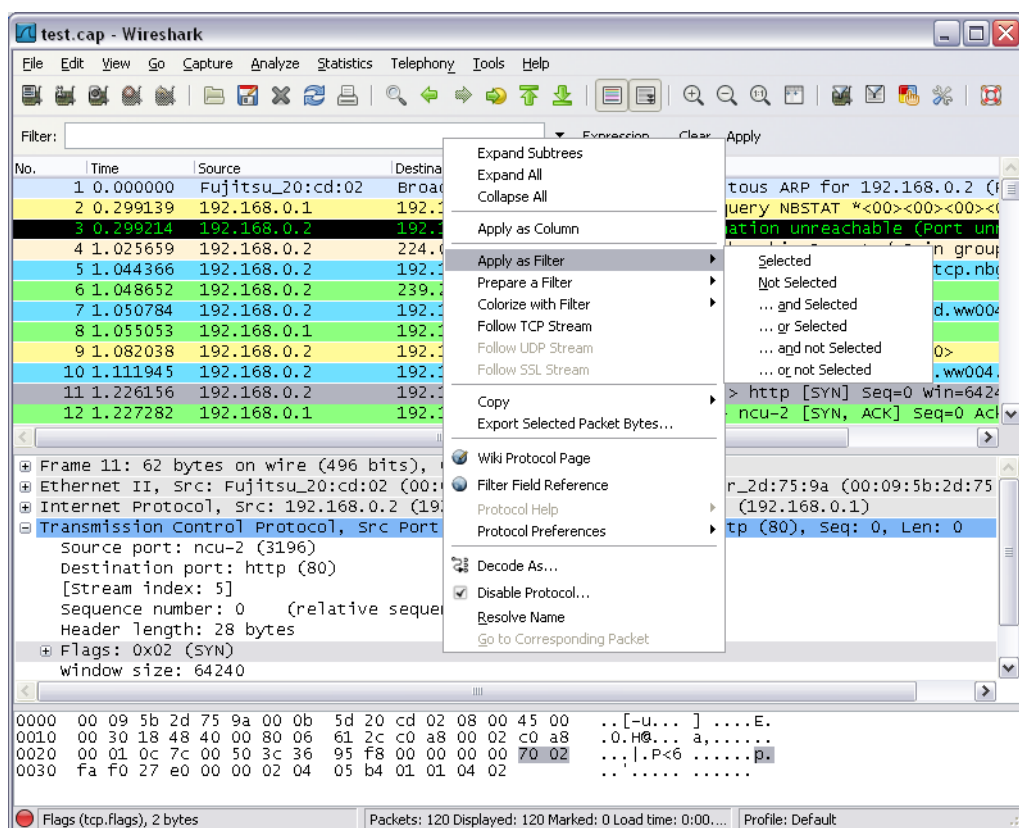 test.cap - Wireshark
File Edit View Go Capture Analyze Statistics Telephony Tools Help
Filter: Expression... Clear Apply
No. Time Source Destina
1 0.000000 Fujitsu_20:cd:02 Broad tous ARP for 192.168.0.2 (
2 0.299139 192.168.0.1 192.1 query NBSTAT *<00><00><00><
3 0.299214 192.168.0.2 192.1 nation unreachable (Port un
4 1.025659 192.168.0.2 224.0 n group
5 1.044366 192.168.0.2 192.1 tcp.nb
6 1.048652 192.168.0.2 239.2
7 1.050784 192.168.0.2 192.1 d.ww004
8 1.055053 192.168.0.1 192.1
9 1.082038 192.168.0.2 192.1 0>
10 1.111945 192.168.0.2 192.1 .ww004.
11 1.226156 192.168.0.2 192.1 > http [SYN] Seq=0 Win=6424
12 1.227282 192.168.0.1 192.1 ncu-2 [SYN, ACK] Seq=0 Ack
Expand Subtrees
Expand All
Collapse All
Apply as Column
Apply as Filter
Prepare a Filter
Colorize with Filter
Follow TCP Stream
Follow UDP Stream
Follow SSL Stream
Copy
Export Selected Packet Bytes...
Wiki Protocol Page
Filter Field Reference
Protocol Help
Protocol Preferences
Decode As...
Disable Protocol...
Resolve Name
Go to Corresponding Packet
Selected
Not Selected
... and Selected
... or Selected
... and not Selected
... or not Selected
Frame 11: 62 bytes on wire (496 bits),
Ethernet II, Src: Fujitsu_20:cd:02 (00: r_2d:75:9a (00:09:5b:2d:75
Internet Protocol, Src: 192.168.0.2 (19 (192.168.0.1)
Transmission Control Protocol, Src Port tp (80), Seq: 0, Len: 0
Source port: ncu-2 (3196)
Destination port: http (80)
[Stream index: 5]
Sequence number: 0 (relative seque
Header length: 28 bytes
Flags: 0x02 (SYN)
Window size: 64240
0000 00 09 5b 2d 75 9a 00 0b 5d 20 cd 02 08 00 45 00 ..[-u... ] ....E.
0010 00 30 18 48 40 00 80 06 61 2c c0 a8 00 02 c0 a8 .0.H@... a,......
0020 00 01 0c 7c 00 50 3c 36 95 f8 00 00 00 00 70 02 ...|.P<6 ......p.
0030 fa f0 27 e0 00 00 02 04 05 b4 01 01 04 02 ..'..... ......
Flags (tcp.flags), 2 bytes Packets: 120 Displayed: 120 Marked: 0 Load time: 0:00.... Profile: Default